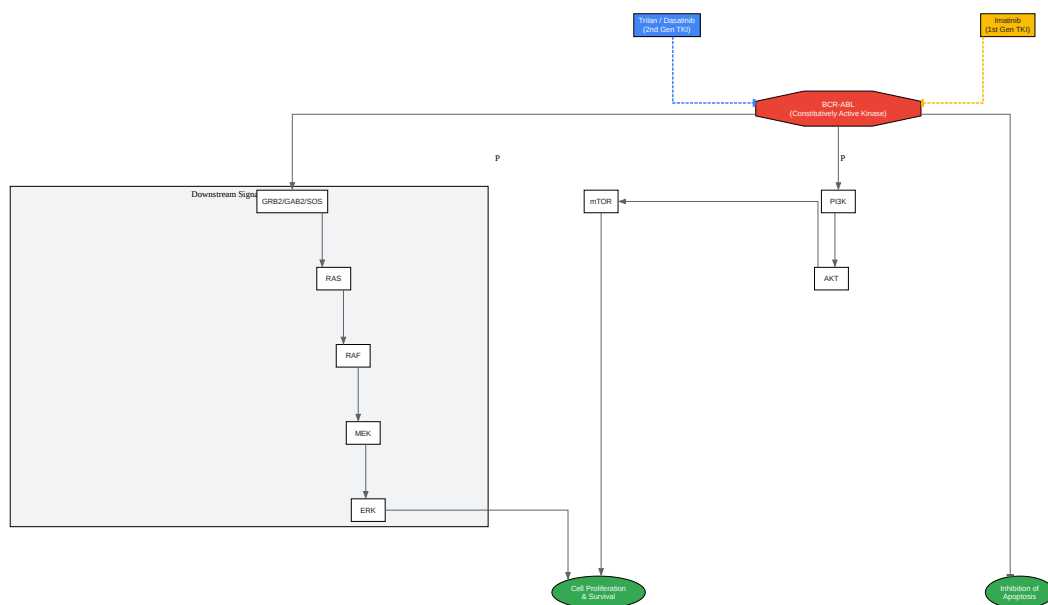 Trilan / Dasatinib
(2nd Gen TKI)
Imatinib
(1st Gen TKI)
BCR-ABL
(Constitutively Active Kinase)
P
P
Downstream Signa
GRB2/GAB2/SOS
mTOR
PI3K
RAS
AKT
RAF
MEK
ERK
Cell Proliferation
& Survival
Inhibition of
Apoptosis